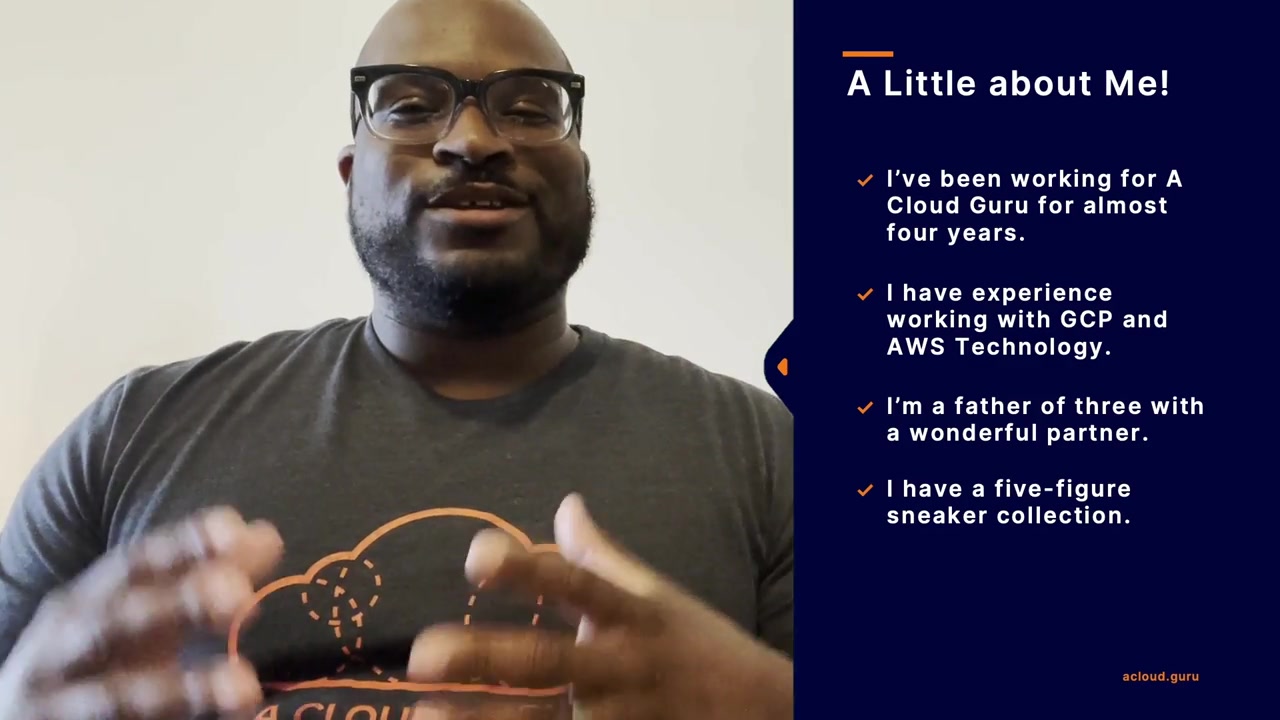 A Little about Me!
I’ve been working for A
Cloud Guru for almost
four years.
I have experience
working with GCP and
AWS Technology.
I’m a father of three with
a wonderful partner.
I have a five-figure
sneaker collection.
acloud.guru
A CLOU